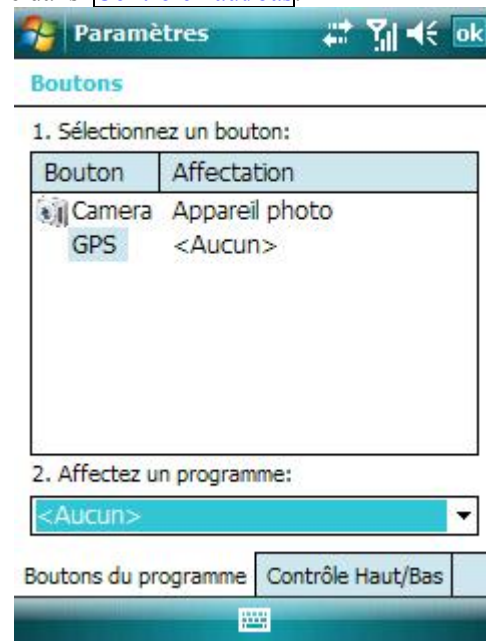 Paramètres ok
Boutons
1. Sélectionnez un bouton:
Bouton Affectation
Camera Appareil photo
GPS <Aucun>
2. Affectez un programme:
<Aucun>
Boutons du programme Contrôle Haut/Bas